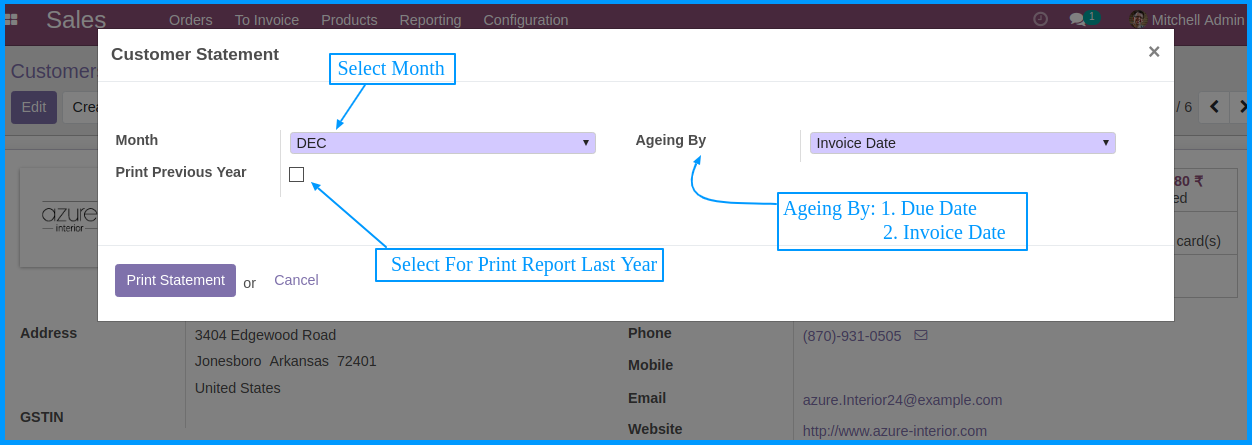 Sales Orders To Invoice Products Reporting Configuration 1 Mitchell Admin
Customer Statement ×
Select Month
Customer
Edit Crea / 6
Month DEC Ageing By Invoice Date
Print Previous Year
80 ₹
ed
azure
interior
Ageing By: 1. Due Date
2. Invoice Date
card(s)
Select For Print Report Last Year
Print Statement or Cancel
Address 3404 Edgewood Road Phone (870)-931-0505
Jonesboro Arkansas 72401 Mobile
United States
Email azure.Interior24@example.com
GSTIN
Website http://www.azure-interior.com